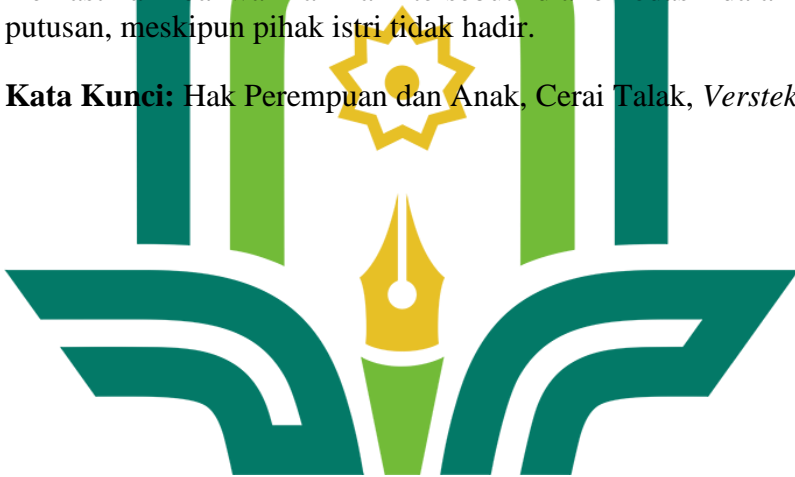 putusan, meskipun pihak istri tidak hadir.
Kata Kunci: Hak Perempuan dan Anak, Cerai Talak, Verstek